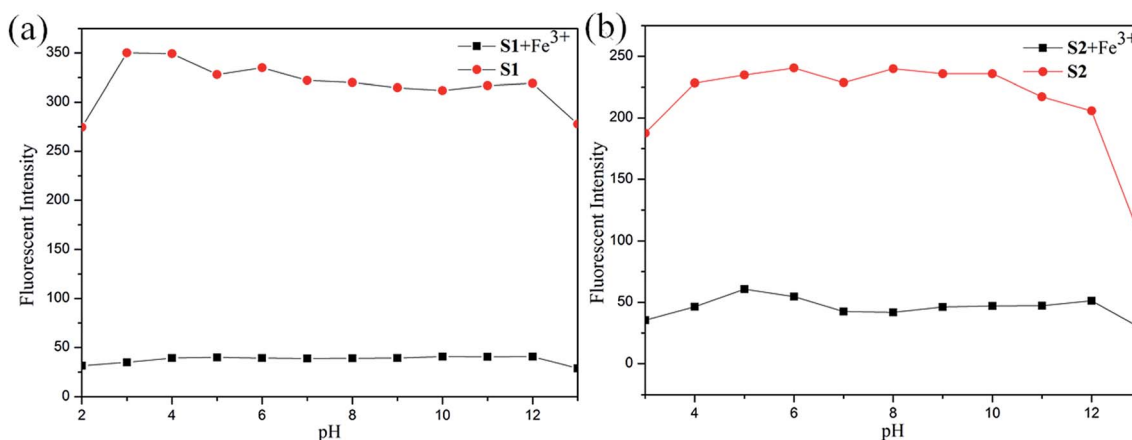 (a)
S1+Fe³⁺
S1
350
300
250
200
150
100
50
0
Fluorescent Intensity
2 4 6 8 10 12
pH
(b)
S2+Fe³⁺
S2
250
200
150
100
50
0
Fluorescent Intensity
4 6 8 10 12
pH